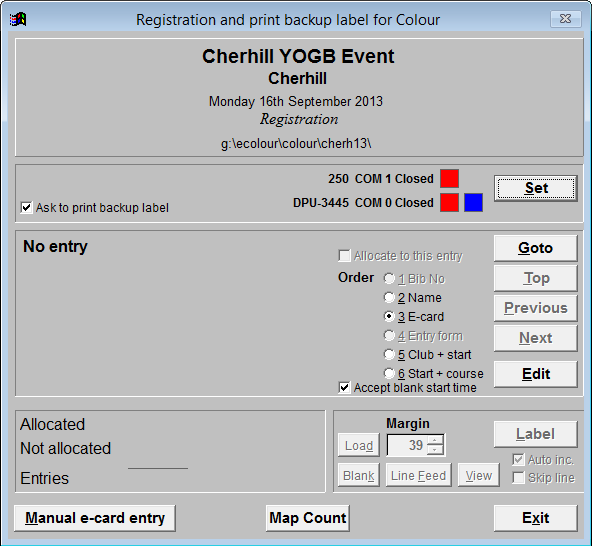 Registration and print backup label for Colour
Cherhill YOGB Event
Cherhill
Monday 16th September 2013
Registration
g:\ecolour\colour\cherh13\
250 COM 1 Closed
Set
Ask to print backup label
DPU-3445 COM 0 Closed
No entry
Goto
Allocate to this entry
Order
1 Bib No
Top
2 Name
3 E-card
Previous
4 Entry form
Next
5 Club + start
6 Start + course
Edit
Accept blank start time
Allocated
Not allocated
Entries
Margin
Load
39
Label
Auto inc.
Blank
Line Feed
View
Skip line
Manual e-card entry
Map Count
Exit